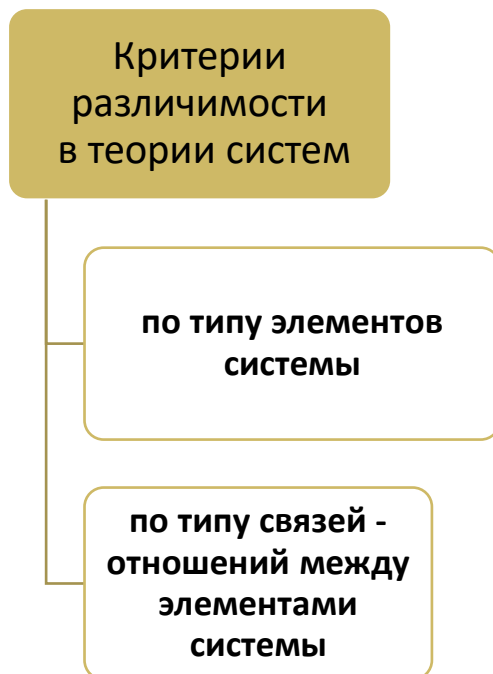 Критерии
различимости
в теории систем
по типу элементов
системы
по типу связей -
отношений между
элементами
системы